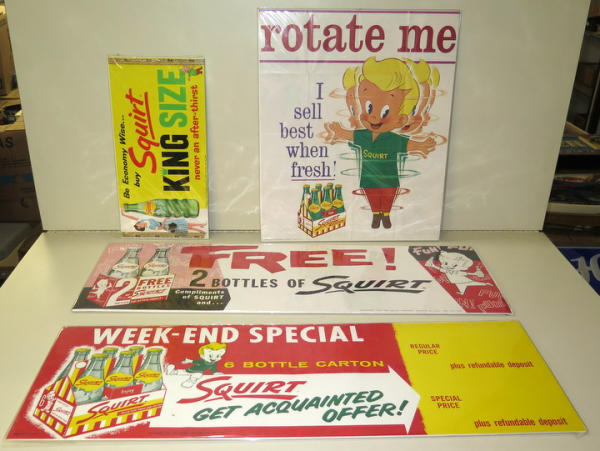 Be Economy Wise...
buy Squirt
KING SIZE
never an after-thirst
rotate me
I
sell
best
when
fresh!
SQUIRT
FREE!
2 BOTTLES OF SQUIRT
2 FREE
Compliments
of SQUIRT
and...
WEEK-END SPECIAL
6 BOTTLE CARTON
SQUIRT
GET ACQUAINTED
OFFER!
SQUIRT
REGULAR
PRICE
plus refundable deposit
SPECIAL
PRICE
plus refundable deposit